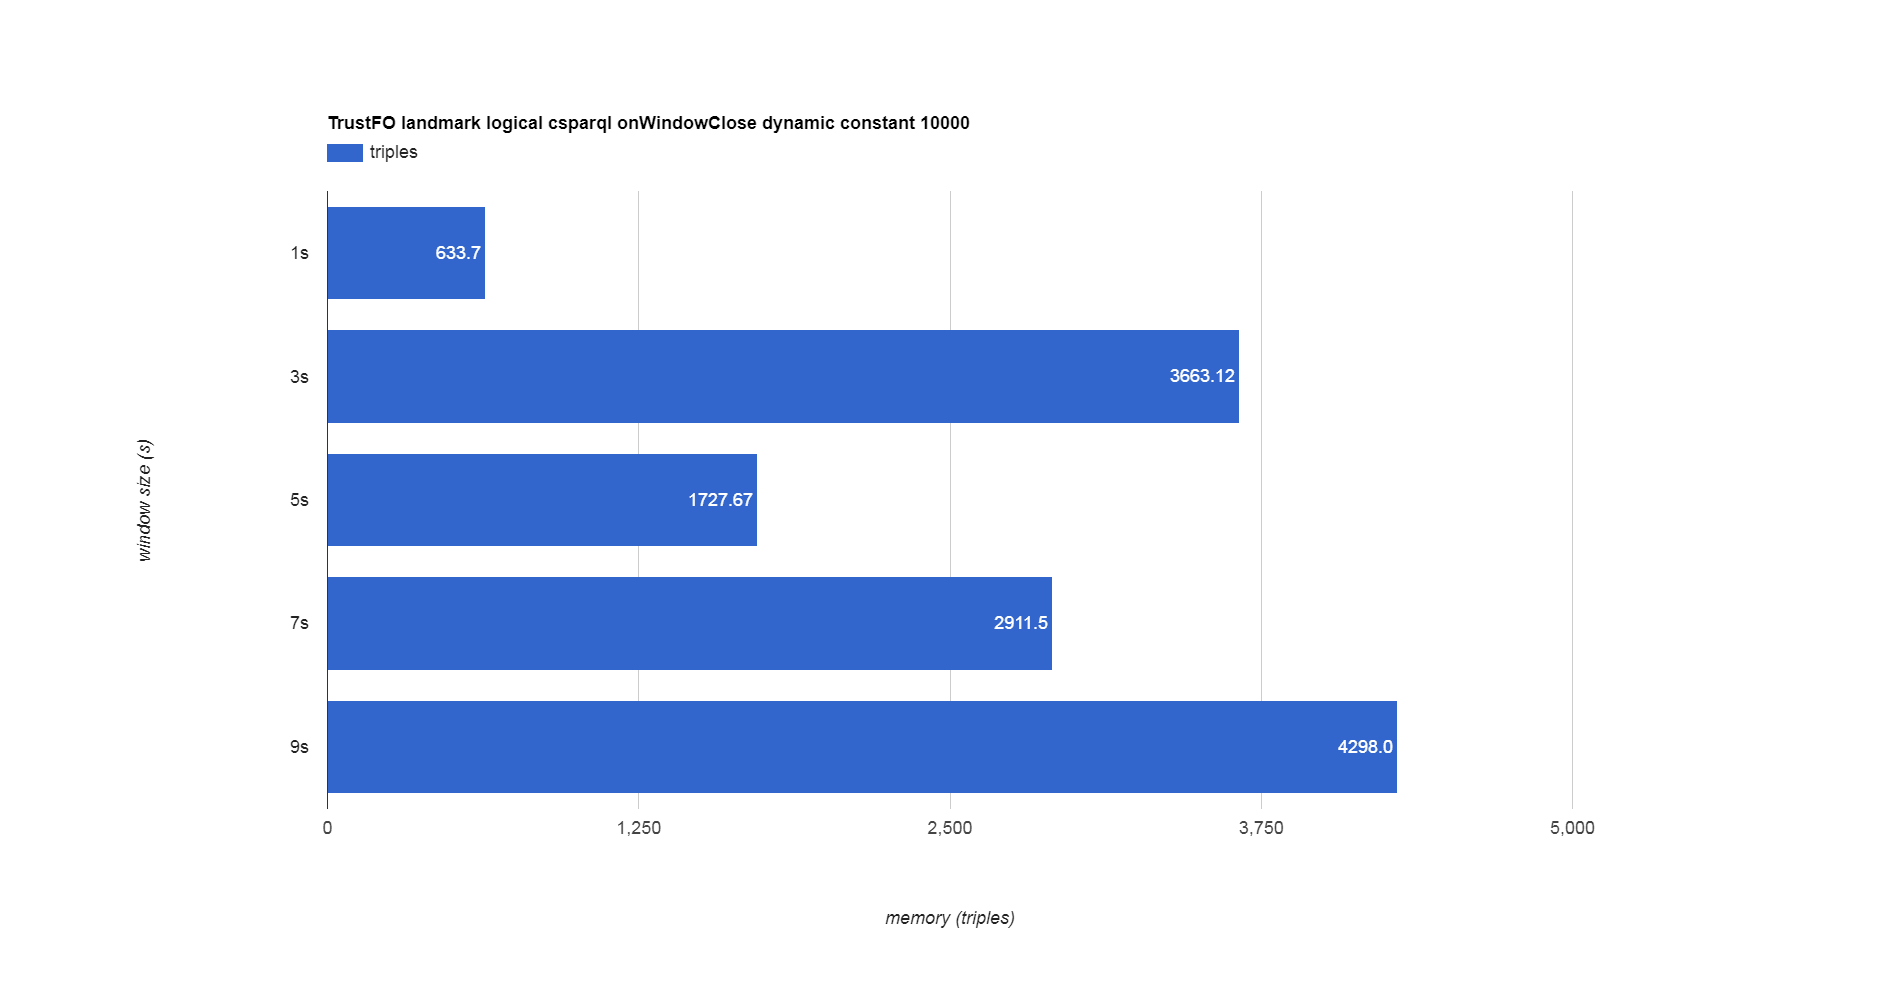 TrustFO landmark logical csparql onWindowClose dynamic constant 10000
triples
1s
633.7
3s
3663.12
5s
1727.67
7s
2911.5
9s
4298.0
0
1,250
2,500
3,750
5,000
window size (s)
memory (triples)